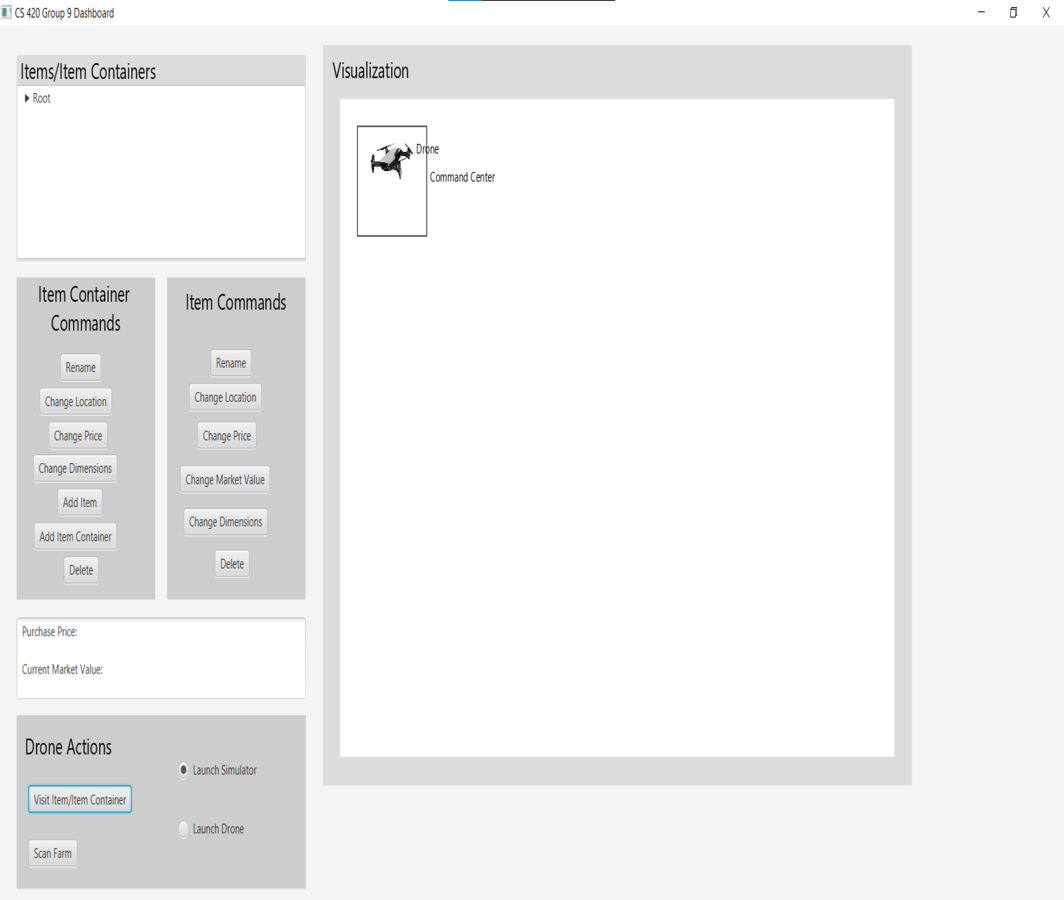 CS 420 Group 9 Dashboard
Items/Item Containers
Root
Item Container
Commands
Rename
Change Location
Change Price
Change Dimensions
Add Item
Add Item Container
Delete
Item Commands
Rename
Change Location
Change Price
Change Market Value
Change Dimensions
Delete
Purchase Price:
Current Market Value:
Drone Actions
Visit Item/Item Container
Scan Farm
Launch Simulator
Launch Drone
Visualization
Drone
Command Center